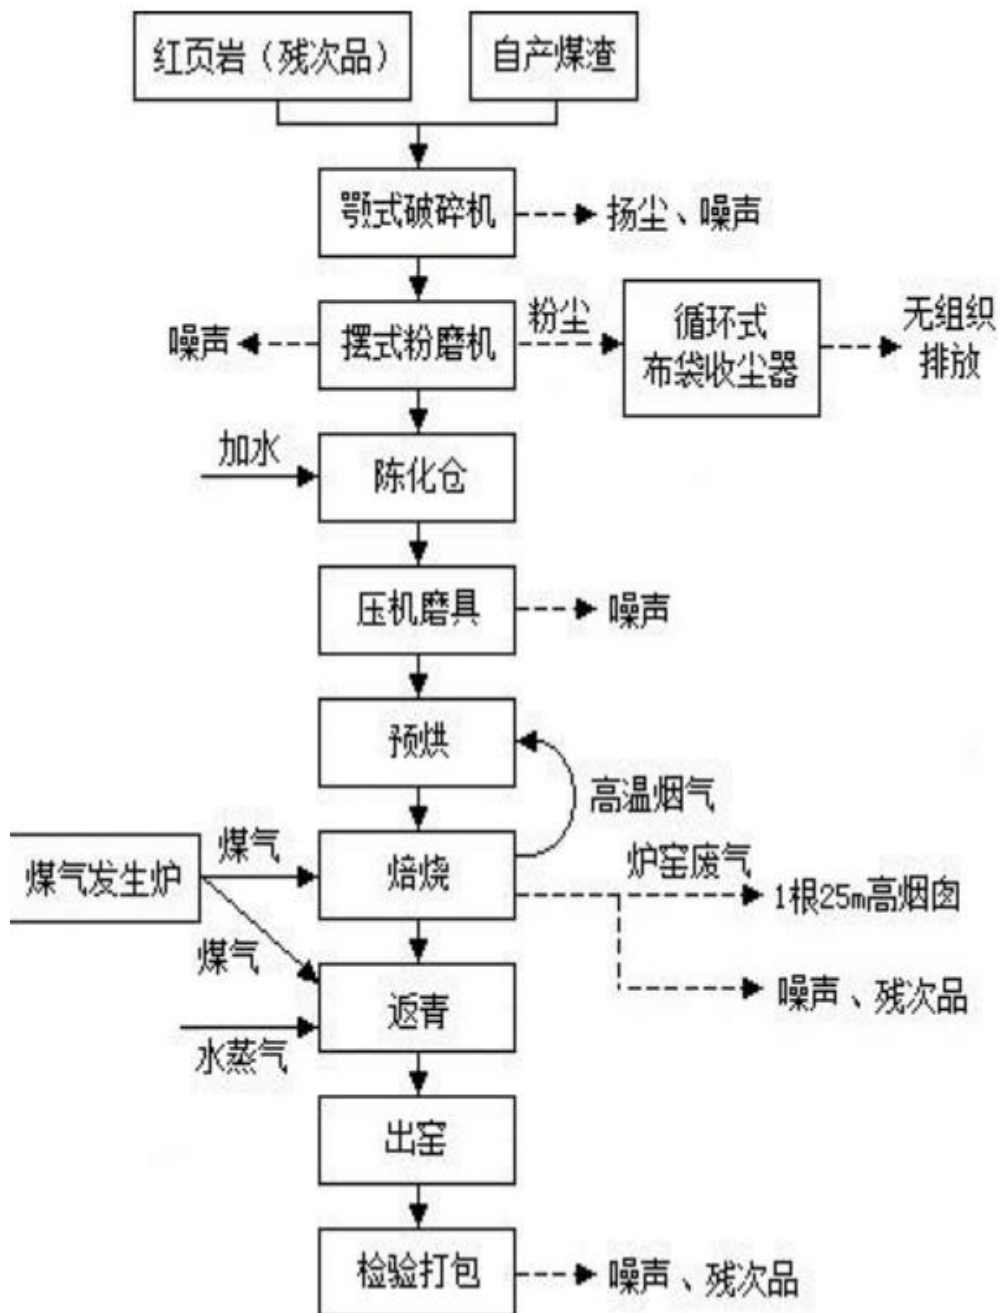 红页岩（残次品）
自产煤渣
颚式破碎机
扬尘、噪声
噪声
摆式粉磨机
粉尘
循环式
布袋收尘器
无组织
排放
加水
陈化仓
压机磨具
噪声
预烘
高温烟气
煤气发生炉
煤气
焙烧
炉窑废气
1根25m高烟囱
煤气
返青
噪声、残次品
水蒸气
出窑
检验打包
噪声、残次品